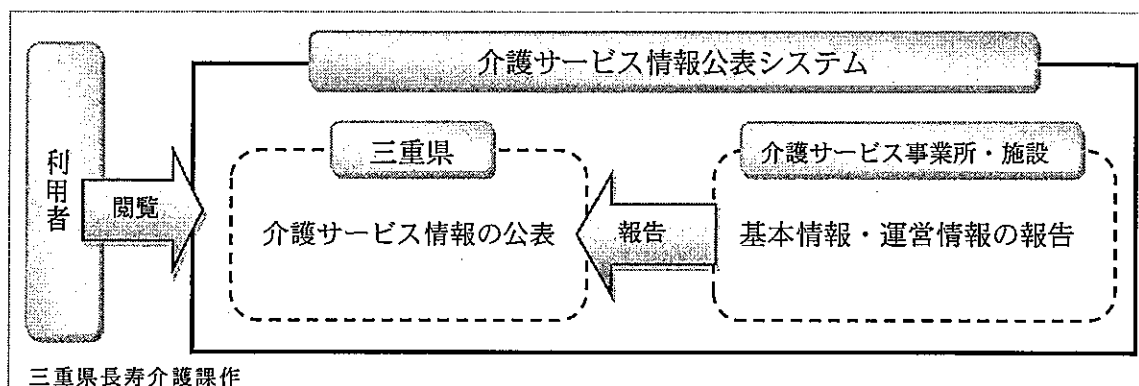 介護サービス情報公表システム
利用者
閲覧
三重県
介護サービス情報の公表
報告
介護サービス事業所・施設
基本情報・運営情報の報告
三重県長寿介護課作